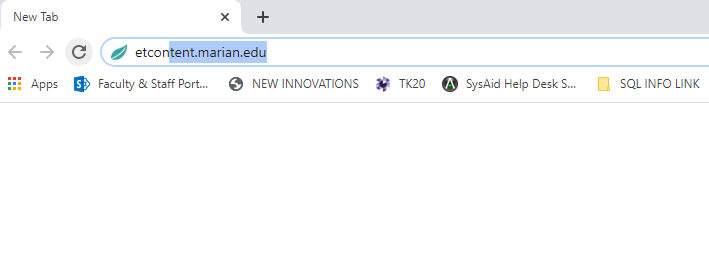 New Tab
etcontent.marian.edu
Apps Faculty & Staff Port... NEW INNOVATIONS TK20 SysAid Help Desk S... SQL INFO LINK